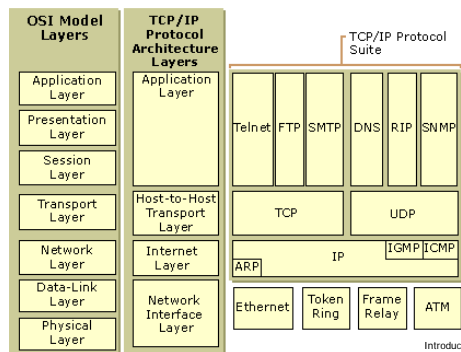 OSI Model
Layers
Application
Layer
Presentation
Layer
Session
Layer
Transport
Layer
Network
Layer
Data-Link
Layer
Physical
Layer
TCP/IP
Protocol
Architecture
Layers
Application
Layer
Host-to-Host
Transport
Layer
Internet
Layer
Network
Interface
Layer
TCP/IP Protocol
Suite
Telnet FTP SMTP DNS RIP SNMP
TCP UDP
IP IGMP ICMP
ARP
Ethernet
Token
Ring
Frame
Relay
ATM
Introduc